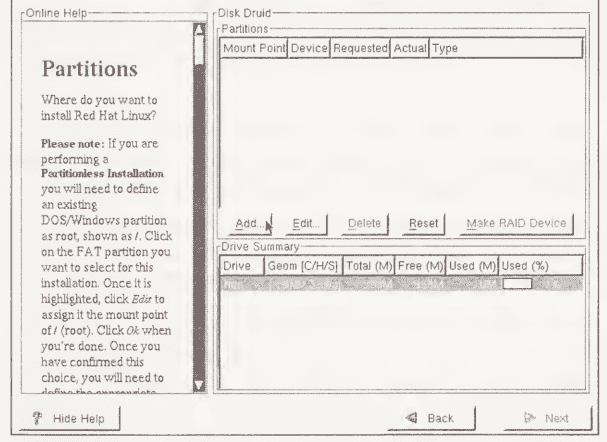 Online Help
Partitions
Where do you want to
install Red Hat Linux?
Please note: If you are
performing a
Partitionless Installation
you will need to define
an existing
DOS/Windows partition
as root, shown as /. Click
on the FAT partition you
want to select for this
installation. Once it is
highlighted, click Edit to
assign it the mount point
of / (root). Click Ok when
you're done. Once you
have confirmed this
choice, you will need to
define the appropriate
Disk Druid
Partitions
Mount Point Device Requested Actual Type
Add... Edit... Delete Reset Make RAID Device
Drive Summary
Drive Geom [C/H/S] Total (M) Free (M) Used (M) Used (%)
Hide Help Back Next